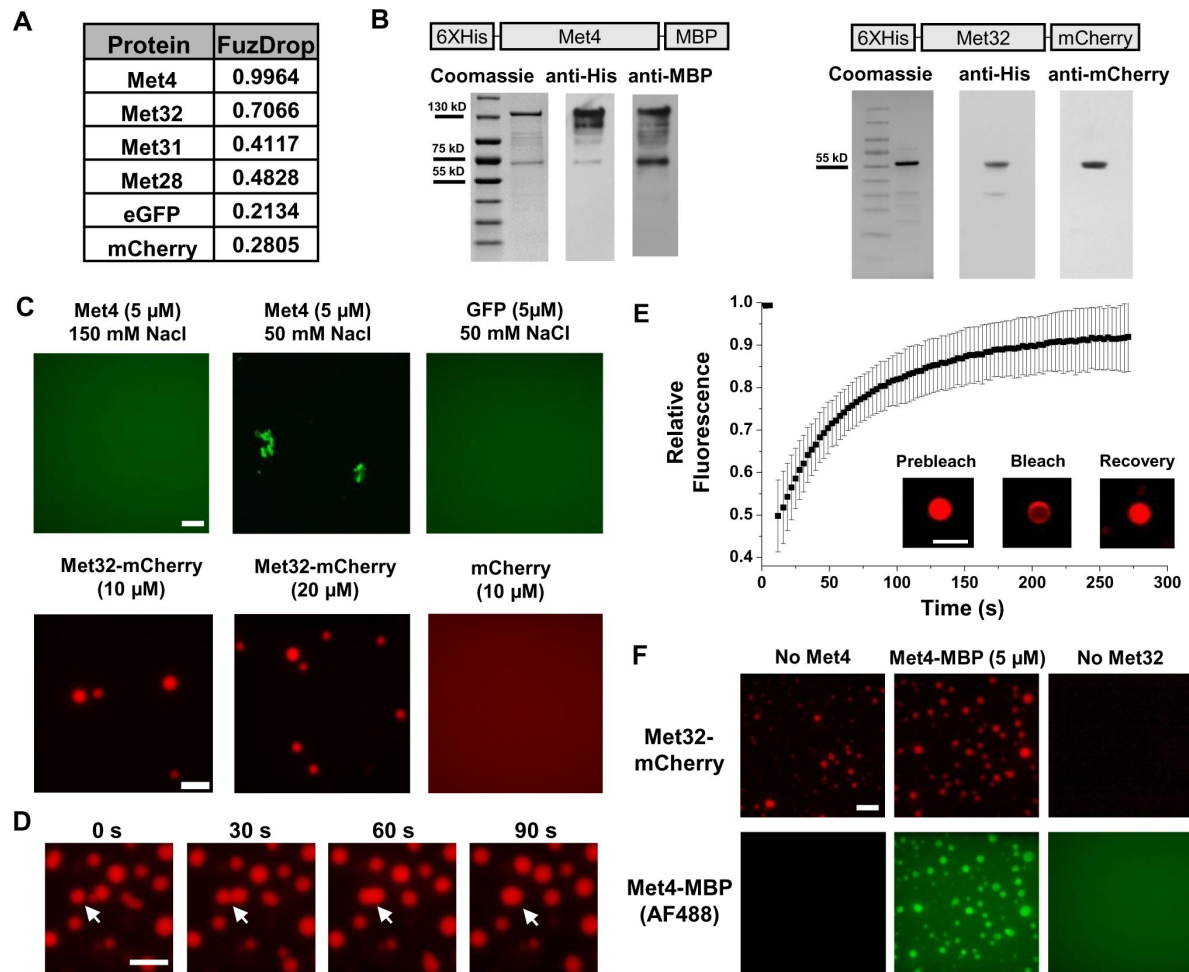 A
Protein FuzDrop
Met4 0.9964
Met32 0.7066
Met31 0.4117
Met28 0.4828
eGFP 0.2134
mCherry 0.2805
B
6XHis Met4 MBP
Coomassie anti-His anti-MBP
130 kD
75 kD
55 kD
6XHis Met32 mCherry
Coomassie anti-His anti-mCherry
55 kD
C
Met4 (5 µM)
150 mM Nacl
Met4 (5 µM)
50 mM Nacl
GFP (5µM)
50 mM NaCl
Met32-mCherry
(10 µM)
Met32-mCherry
(20 µM)
mCherry
(10 µM)
D
0 s 30 s 60 s 90 s
E
Relative
Fluorescence
1.0
0.9
0.8
0.7
0.6
0.5
0.4
Prebleach Bleach Recovery
0 50 100 150 200 250 300
Time (s)
F
No Met4 Met4-MBP (5 µM) No Met32
Met32-
mCherry
Met4-MBP
(AF488)